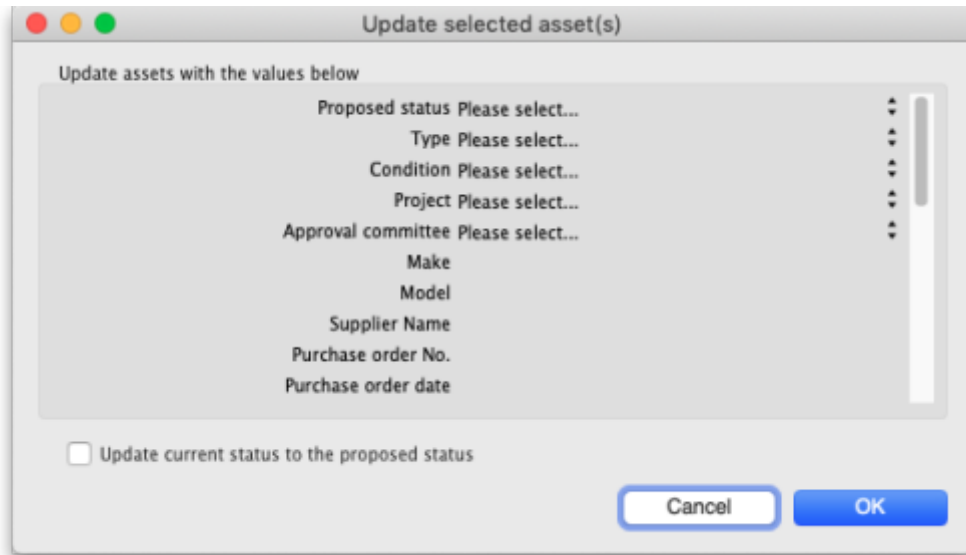 Update selected asset(s)
Update assets with the values below
Proposed status Please select...
Type Please select...
Condition Please select...
Project Please select...
Approval committee Please select...
Make
Model
Supplier Name
Purchase order No.
Purchase order date
Update current status to the proposed status
Cancel OK